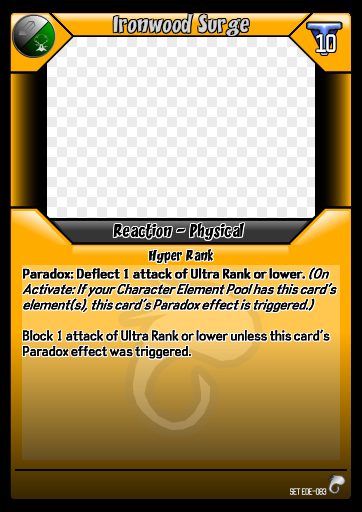 Ironwood Surge
10
Reaction - Physical
Hyper Rank
Paradox: Deflect 1 attack of Ultra Rank or lower. (On
Activate: If your Character Element Pool has this card's
element(s), this card's Paradox effect is triggered.)
Block 1 attack of Ultra Rank or lower unless this card's
Paradox effect was triggered.
SET EOE-083